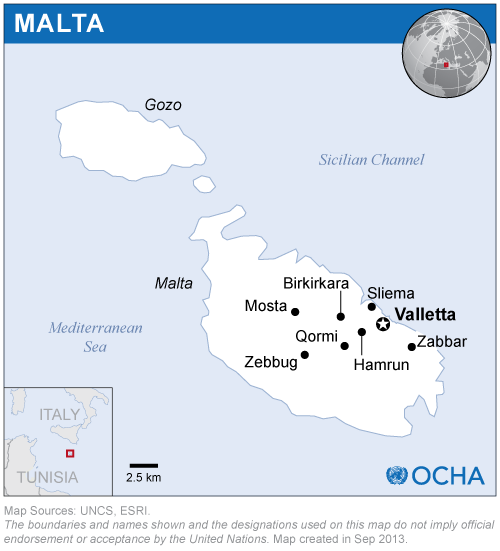 MALTA
Gozo
Sicilian Channel
Malta
Birkirkara
Sliema
Mosta
Valletta
Mediterranean
Sea
Qormi
Zabbar
Zebbug
Hamrun
ITALY
TUNISIA
2.5 km
OCHA
Map Sources: UNCS, ESRI.
The boundaries and names shown and the designations used on this map do not imply official
endorsement or acceptance by the United Nations. Map created in Sep 2013.